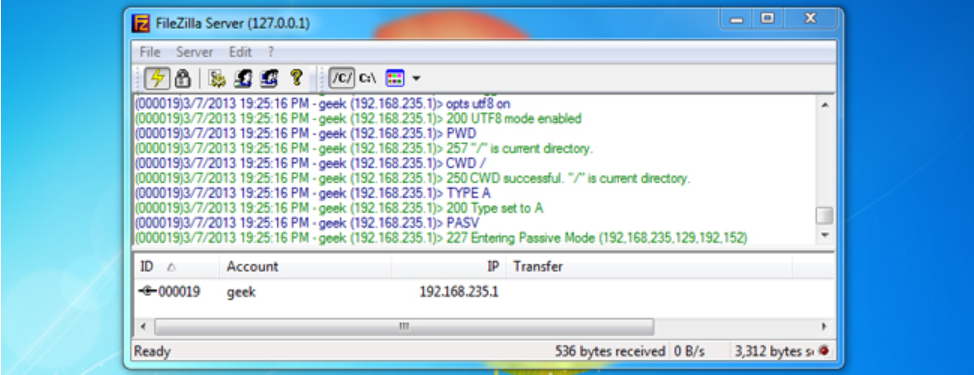 FileZilla Server (127.0.0.1)
File Server Edit ?
/C/ C:\
(000019)3/7/2013 19:25:16 PM - geek (192.168.235.1)> opts utf8 on
(000019)3/7/2013 19:25:16 PM - geek (192.168.235.1)> 200 UTF8 mode enabled
(000019)3/7/2013 19:25:16 PM - geek (192.168.235.1)> PWD
(000019)3/7/2013 19:25:16 PM - geek (192.168.235.1)> 257 "/" is current directory.
(000019)3/7/2013 19:25:16 PM - geek (192.168.235.1)> CWD /
(000019)3/7/2013 19:25:16 PM - geek (192.168.235.1)> 250 CWD successful. "/" is current directory.
(000019)3/7/2013 19:25:16 PM - geek (192.168.235.1)> TYPE A
(000019)3/7/2013 19:25:16 PM - geek (192.168.235.1)> 200 Type set to A
(000019)3/7/2013 19:25:16 PM - geek (192.168.235.1)> PASV
(000019)3/7/2013 19:25:16 PM - geek (192.168.235.1)> 227 Entering Passive Mode (192,168,235,129,192,152)
ID Account IP Transfer
000019 geek 192.168.235.1
Ready 536 bytes received 0 B/s 3,312 bytes